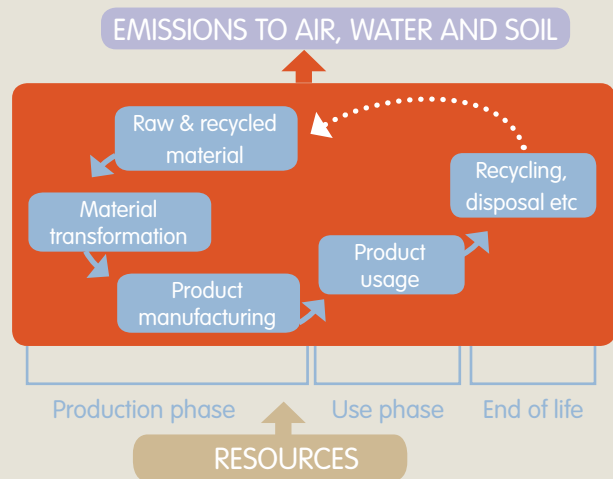 EMISSIONS TO AIR, WATER AND SOIL
Raw & recycled
material
Recycling,
disposal etc
Material
transformation
Product
usage
Product
manufacturing
Production phase
Use phase
End of life
RESOURCES